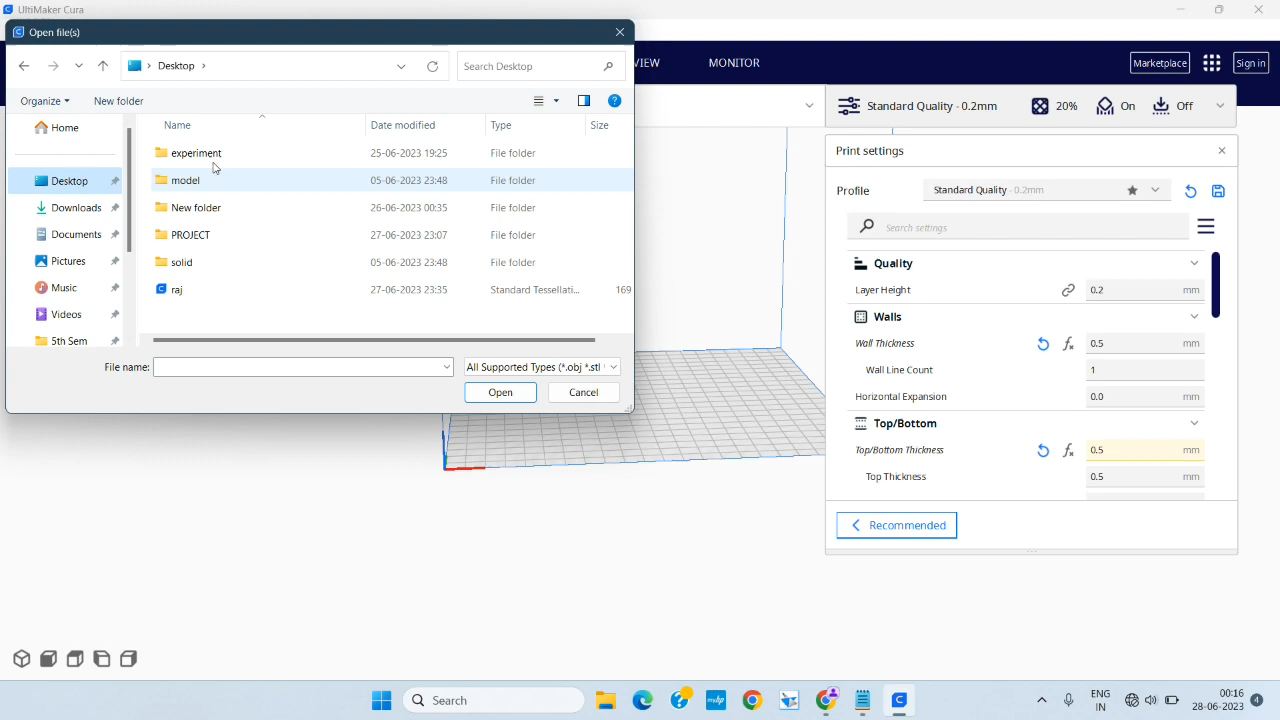 UltiMaker Cura
Open file(s)
Desktop
Search Desktop
VIEW
MONITOR
Marketplace
Sign in
Organize
New folder
Standard Quality - 0.2mm
20%
On
Off
Home
Name
Date modified
Type
Size
experiment
25-06-2023 19:25
File folder
Print settings
Desktop
model
05-06-2023 23:48
File folder
Profile
Standard Quality - 0.2mm
Downloads
New folder
26-06-2023 00:35
File folder
Search settings
Documents
PROJECT
27-06-2023 23:07
File folder
Pictures
solid
05-06-2023 23:48
File folder
Quality
Music
raj
27-06-2023 23:35
Standard Tessellati...
169
Layer Height
0.2
mm
Videos
Walls
5th Sem
Wall Thickness
0.5
mm
File name:
All Supported Types (*.obj *.stl
Wall Line Count
1
Open
Cancel
Horizontal Expansion
0.0
mm
Top/Bottom
Top/Bottom Thickness
0.5
mm
Top Thickness
0.5
mm
Recommended
Search
ENG
IN
00:16
28-06-2023
4